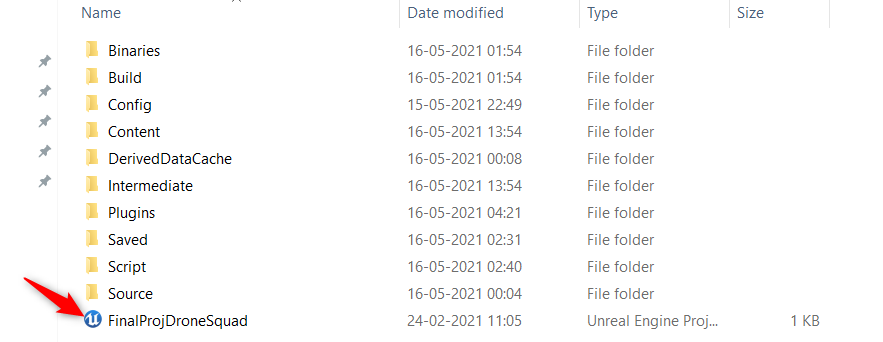 Name Date modified Type Size
Binaries 16-05-2021 01:54 File folder
Build 16-05-2021 01:54 File folder
Config 15-05-2021 22:49 File folder
Content 16-05-2021 13:54 File folder
DerivedDataCache 16-05-2021 00:08 File folder
Intermediate 16-05-2021 13:54 File folder
Plugins 16-05-2021 04:21 File folder
Saved 16-05-2021 02:31 File folder
Script 16-05-2021 02:40 File folder
Source 16-05-2021 00:04 File folder
FinalProjDroneSquad 24-02-2021 11:05 Unreal Engine Proj... 1 KB